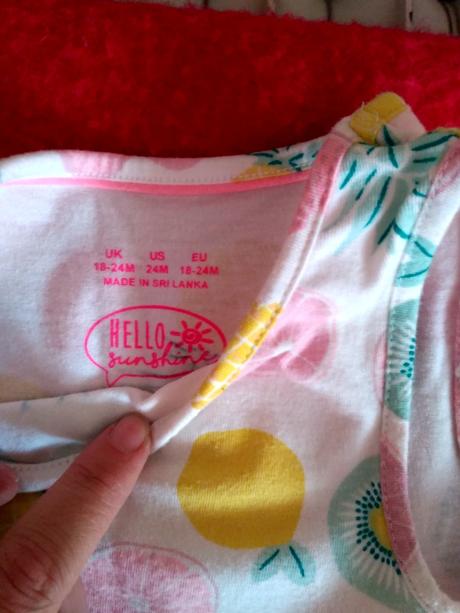 UK US EU
18-24M 24M 18-24M
MADE IN SRI LANKA
HELLO
sunshine